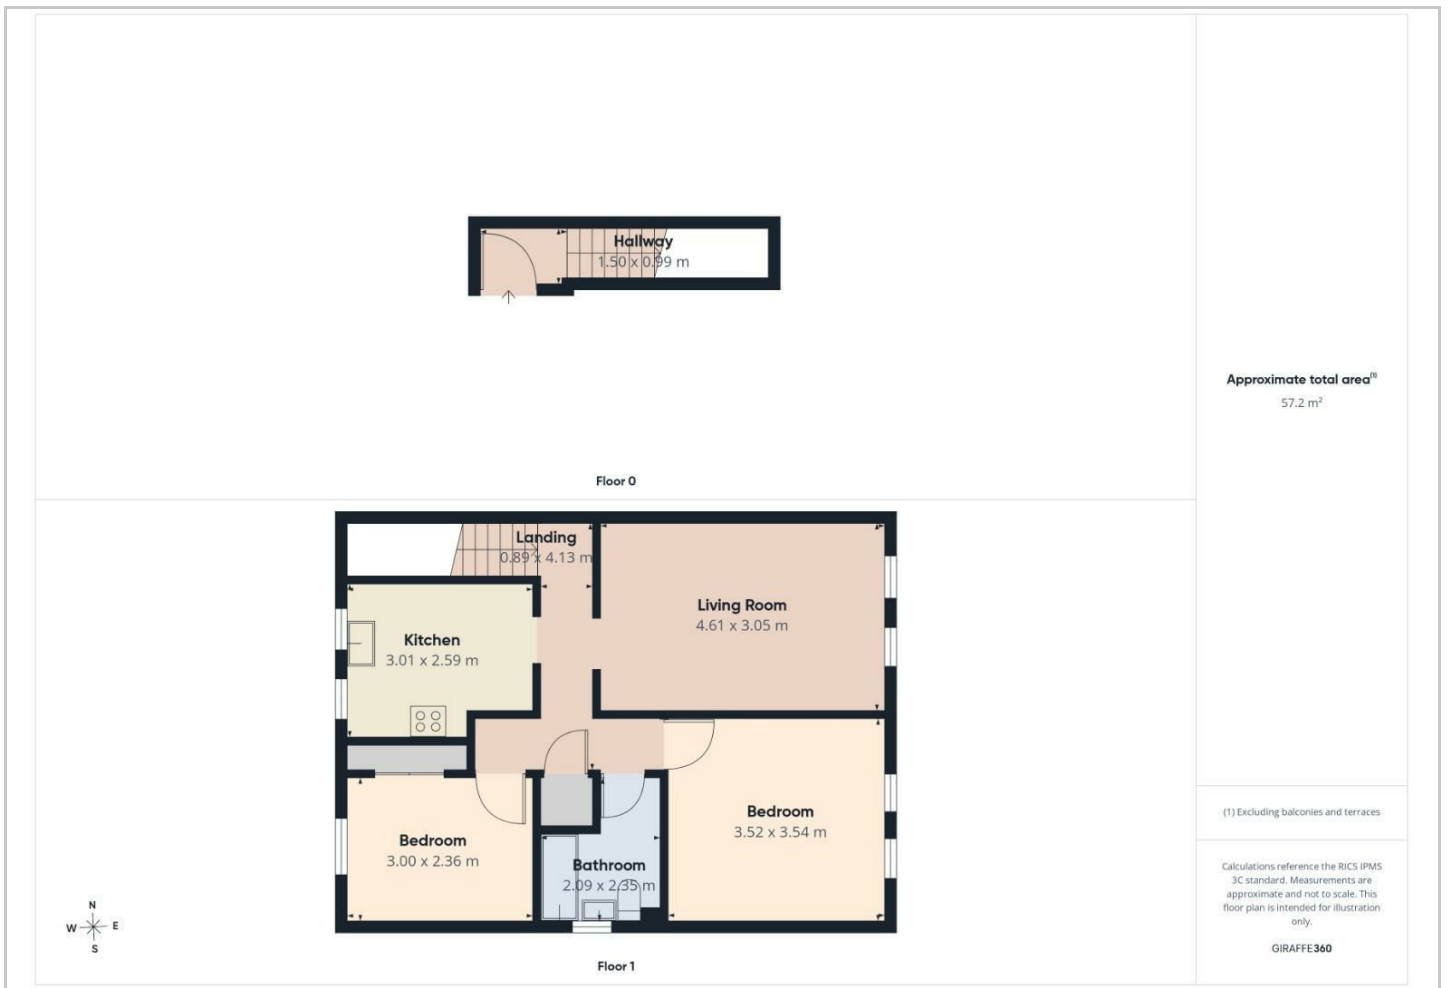 Hallway
1.50 x 0.99 m
Floor 0
Landing
0.89 x 4.13 m
Living Room
4.61 x 3.05 m
Kitchen
3.01 x 2.59 m
Bedroom
3.00 x 2.36 m
Bathroom
2.09 x 2.35 m
Bedroom
3.52 x 3.54 m
N
W E
S
Floor 1
Approximate total area(1)
57.2 m²
(1) Excluding balconies and terraces
Calculations reference the RICS IPMS
3C standard. Measurements are
approximate and not to scale. This
floor plan is intended for illustration
only.
GIRAFFE360